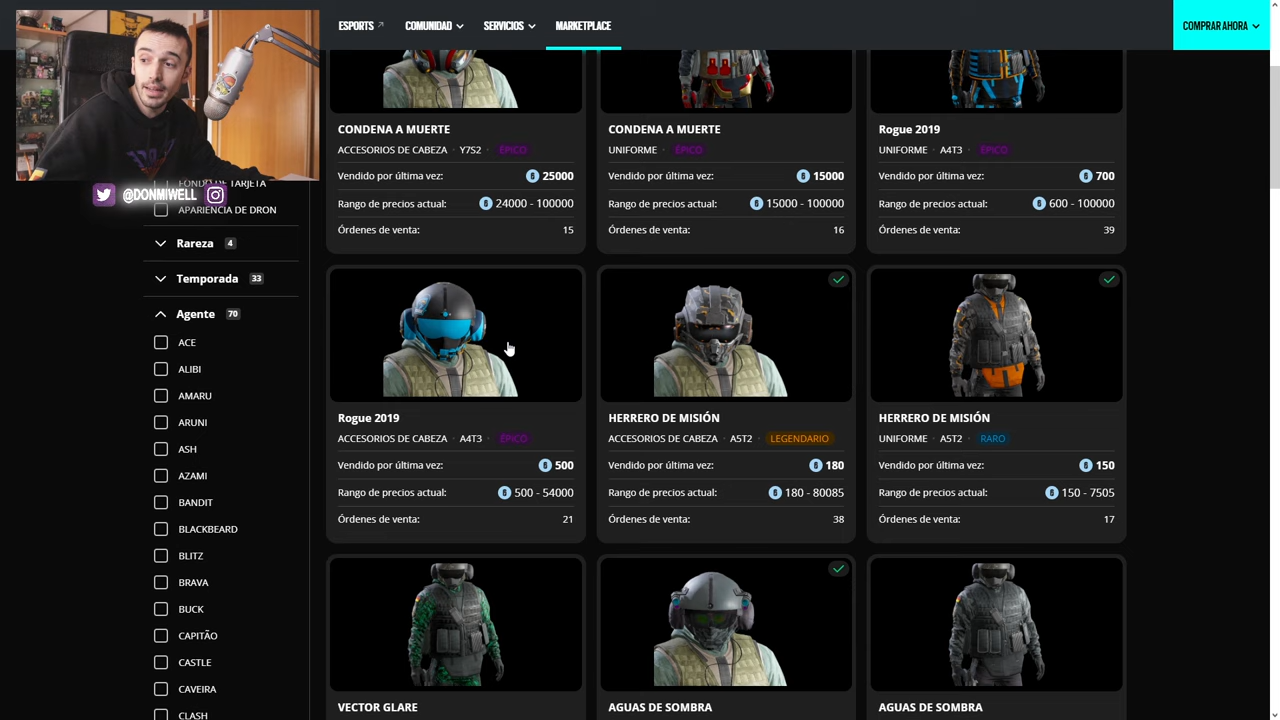 ESPORTS
COMUNIDAD
SERVICIOS
MARKETPLACE
COMPRAR AHORA
@DONMIWELL
FONDO DE TARJETA
APARIENCIA DE DRON
Rareza 4
Temporada 33
Agente 70
ACE
ALIBI
AMARU
ARUNI
ASH
AZAMI
BANDIT
BLACKBEARD
BLITZ
BRAVA
BUCK
CAPITÃO
CASTLE
CAVEIRA
CLASH
CONDENA A MUERTE
ACCESORIOS DE CABEZA · Y7S2 · ÉPICO
Vendido por última vez: 25000
Rango de precios actual: 24000 - 100000
Órdenes de venta: 15
CONDENA A MUERTE
UNIFORME · ÉPICO
Vendido por última vez: 15000
Rango de precios actual: 15000 - 100000
Órdenes de venta: 16
Rogue 2019
UNIFORME · A4T3 · ÉPICO
Vendido por última vez: 700
Rango de precios actual: 600 - 100000
Órdenes de venta: 39
Rogue 2019
ACCESORIOS DE CABEZA · A4T3 · ÉPICO
Vendido por última vez: 500
Rango de precios actual: 500 - 54000
Órdenes de venta: 21
HERRERO DE MISIÓN
ACCESORIOS DE CABEZA · A5T2 · LEGENDARIO
Vendido por última vez: 180
Rango de precios actual: 180 - 80085
Órdenes de venta: 38
HERRERO DE MISIÓN
UNIFORME · A5T2 · RARO
Vendido por última vez: 150
Rango de precios actual: 150 - 7505
Órdenes de venta: 17
VECTOR GLARE
AGUAS DE SOMBRA
AGUAS DE SOMBRA